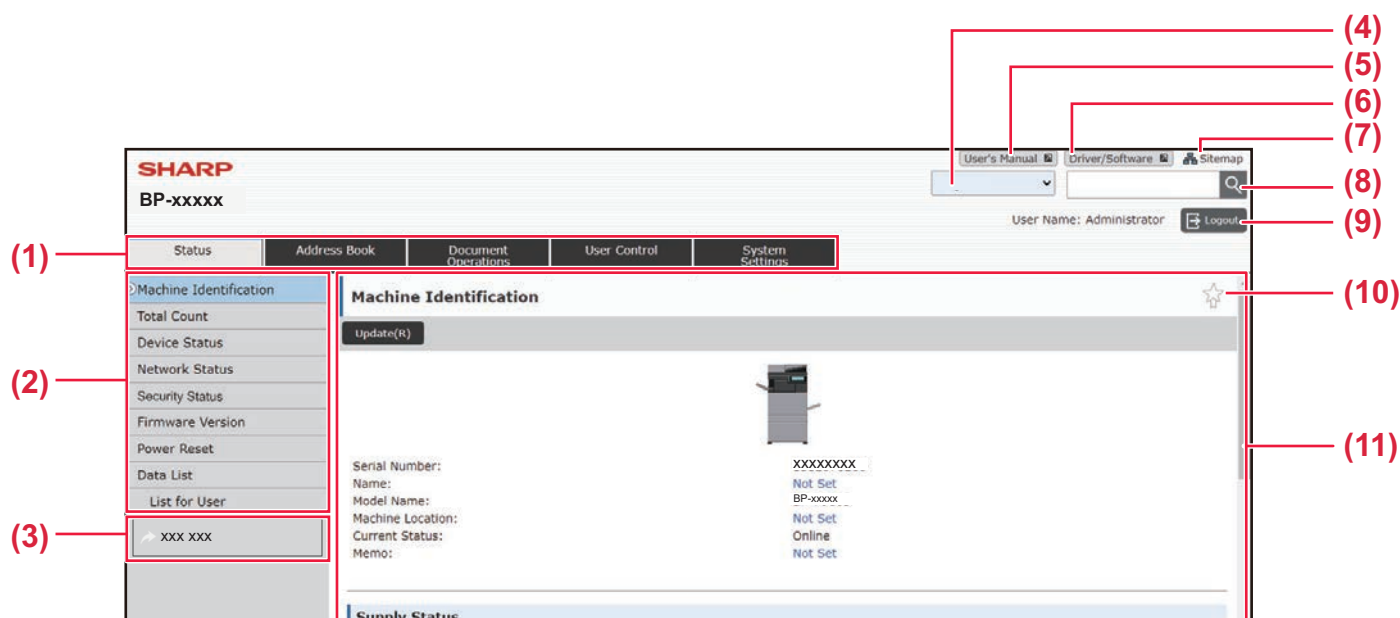 (4)
(5)
(6)
(7)
User's Manual Driver/Software Sitemap
SHARP
(8)
BP-xxxxx
User Name: Administrator Logout
(9)
(1)
Status Address Book Document Operations User Control System Settings
Machine Identification
Machine Identification
(10)
Total Count
Update(R)
Device Status
(2)
Network Status
Security Status
Firmware Version
Power Reset
(11)
Data List
List for User
Serial Number: XXXXXXXX
Name: Not Set
Model Name: BP-xxxxx
Machine Location: Not Set
Current Status: Online
Memo: Not Set
(3)
xxx xxx
Supply Status